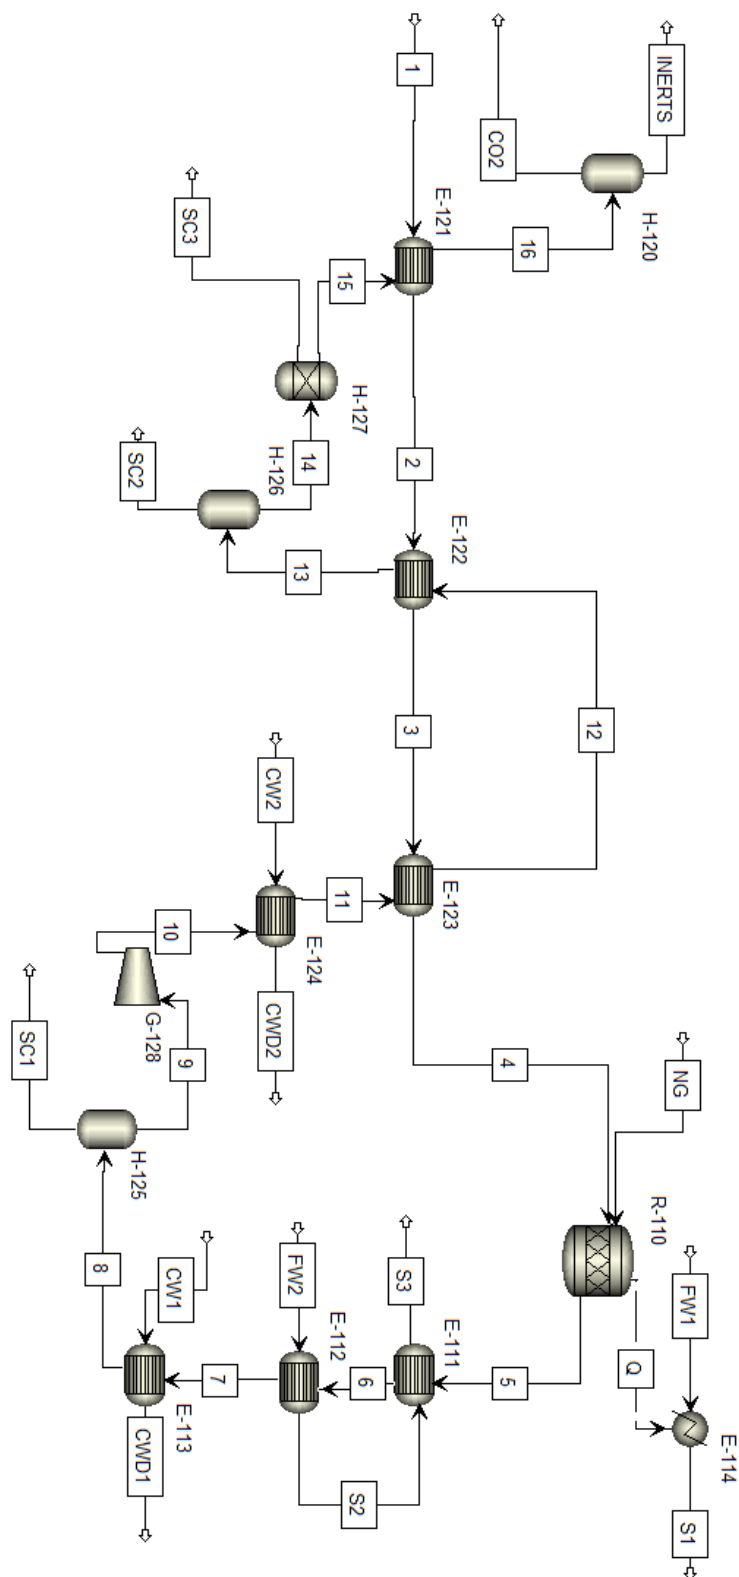 INERTS
CO2
H-120
1
E-121
16
SC3
15
H-127
14
H-126
SC2
13
2
E-122
12
3
CW2
E-123
11
E-124
10
G-128
CWD2
9
SC1
H-125
4
NG
R-110
FW1
Q
E-114
S1
5
S3
E-111
6
FW2
E-112
S2
7
CW1
8
E-113
CWD1